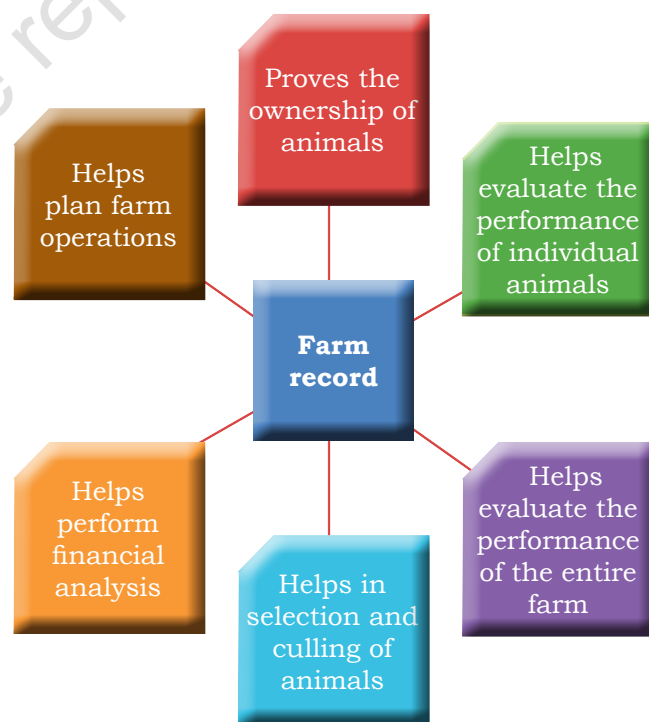 Proves the
ownership of
animals
Helps
evaluate the
performance
of individual
animals
Helps
evaluate the
performance
of the entire
farm
Helps in
selection and
culling of
animals
Helps
perform
financial
analysis
Helps
plan farm
operations
Farm
record